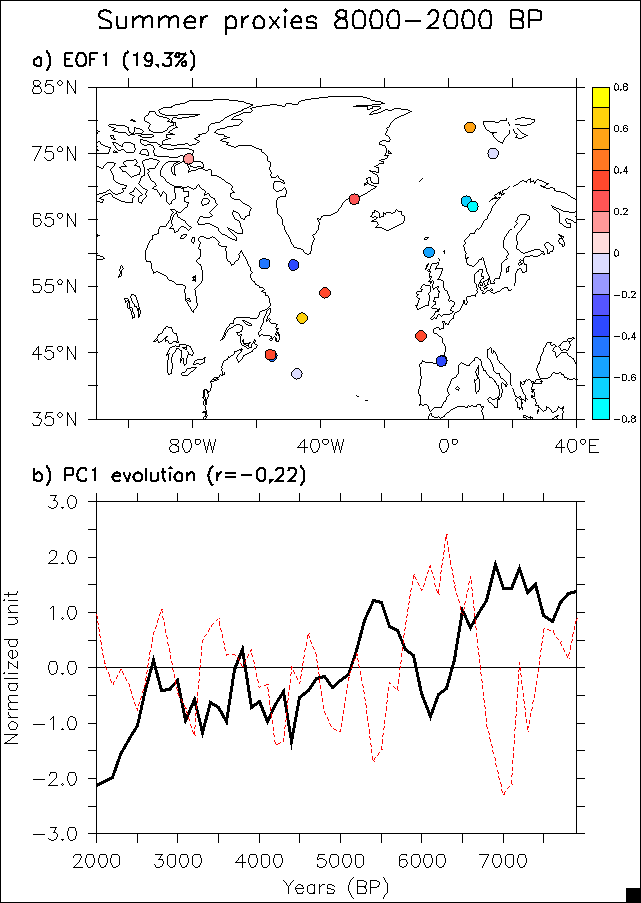 Summer proxies 8000-2000 BP
a) EOF1 (19,3%)
85°N
75°N
65°N
55°N
45°N
35°N
80°W 40°W 0° 40°E
0.8
0.6
0.4
0.2
0
-0.2
-0.4
-0.6
-0.8
b) PC1 evolution (r=-0,22)
Normalized unit
3.0
2.0
1.0
0.0
-1.0
-2.0
-3.0
2000 3000 4000 5000 6000 7000
Years (BP)